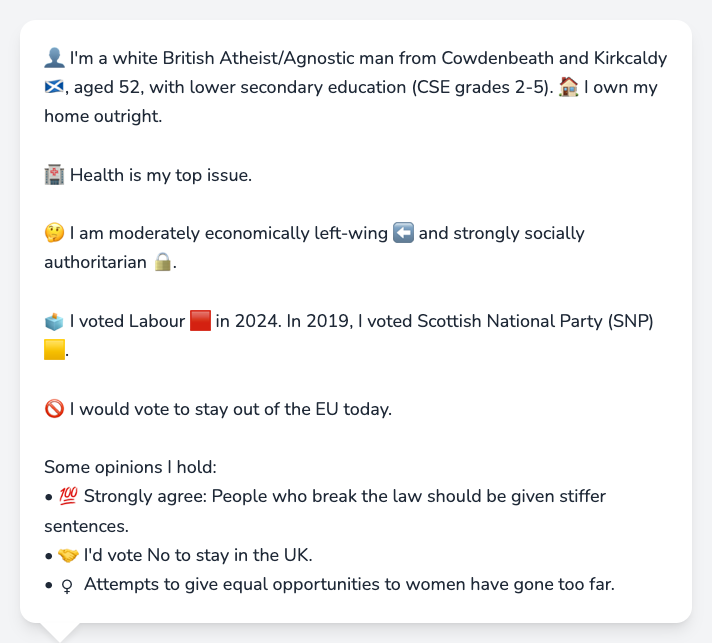 👤 I'm a white British Atheist/Agnostic man from Cowdenbeath and Kirkcaldy
🏴󠁧󠁢󠁳󠁣󠁴󠁿, aged 52, with lower secondary education (CSE grades 2-5). 🏠 I own my
home outright.
🏥 Health is my top issue.
🤔 I am moderately economically left-wing ⬅️ and strongly socially
authoritarian 🔒.
🗳️ I voted Labour 🟥 in 2024. In 2019, I voted Scottish National Party (SNP)
🟨.
🚫 I would vote to stay out of the EU today.
Some opinions I hold:
• 💯 Strongly agree: People who break the law should be given stiffer
sentences.
• 🤝 I'd vote No to stay in the UK.
• ♀ Attempts to give equal opportunities to women have gone too far.